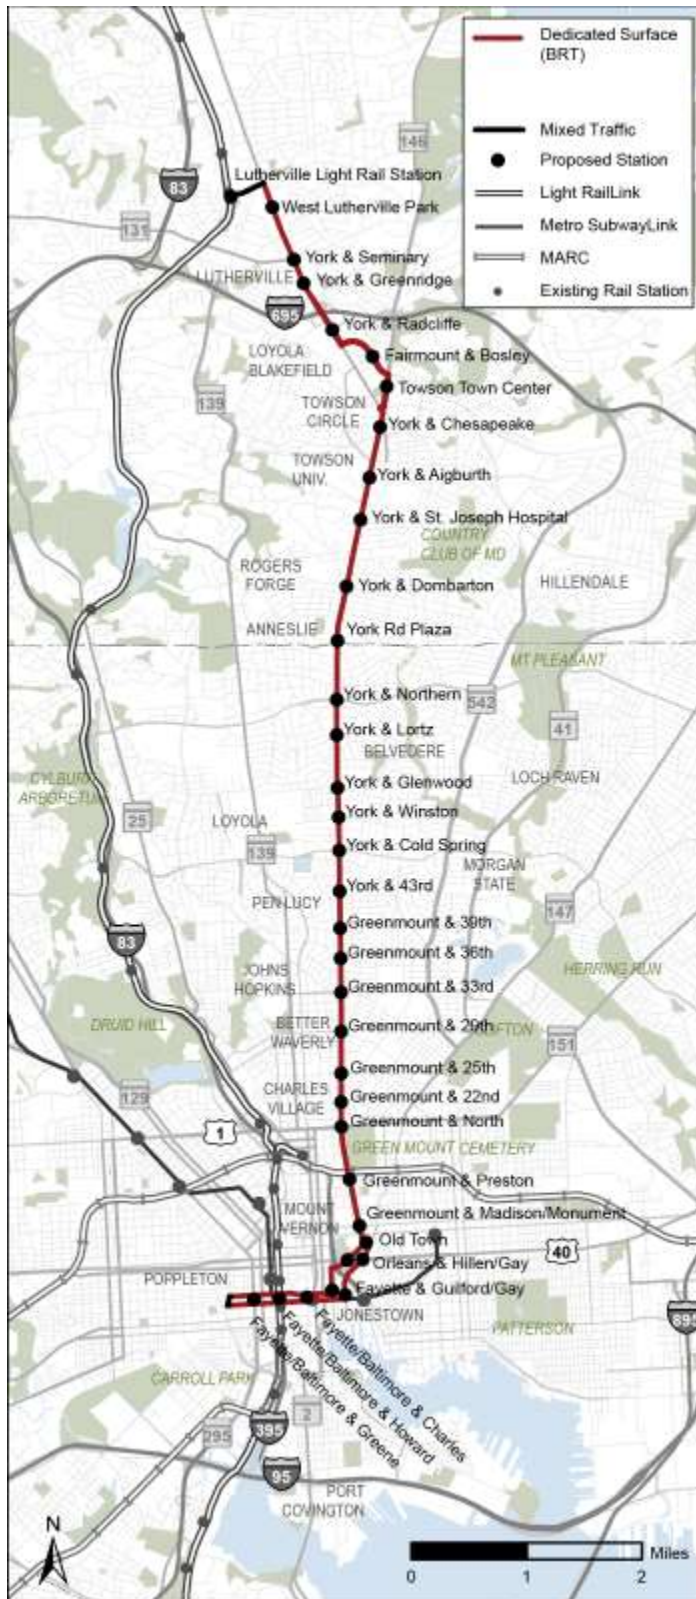 Dedicated Surface
(BRT)
Mixed Traffic
Proposed Station
Light RailLink
Metro SubwayLink
MARC
Existing Rail Station
146
83
Lutherville Light Rail Station
West Lutherville Park
131
York & Seminary
LUTHERVILLE
York & Greenridge
695
York & Radcliffe
LOYOLA
BLAKEFIELD
Fairmount & Bosley
139
TOWSON
CIRCLE
Towson Town Center
York & Chesapeake
TOWSON
UNIV.
York & Aigburth
York & St. Joseph Hospital
COUNTRY
CLUB OF MD
ROGERS
FORGE
York & Dombarton
HILLENDALE
ANNESLIE
York Rd Plaza
MT PLEASANT
York & Northern
542
York & Lortz
41
BELVEDERE
York & Glenwood
LOCH RAVEN
CYLBURN
ARBORETUM
25
LOYOLA
York & Winston
139
York & Cold Spring
MORGAN
STATE
PEN LUCY
York & 43rd
147
Greenmount & 39th
83
Greenmount & 36th
JOHNS
HOPKINS
HERRING RUN
Greenmount & 33rd
DRUID HILL
BETTER
WAVERLY
Greenmount & 29th
151
Greenmount & 25th
129
CHARLES
VILLAGE
Greenmount & 22nd
1
Greenmount & North
GREEN MOUNT CEMETERY
Greenmount & Preston
MOUNT
VERNON
Greenmount & Madison/Monument
Old Town
40
Orleans & Hillen/Gay
POPPLETON
Fayette & Guilford/Gay
JONESTOWN
895
PATTERSON
Fayette/Baltimore & Charles
Fayette/Baltimore & Howard
Fayette/Baltimore & Greene
CARROLL PARK
2
395
295
95
PORT
COVINGTON
N
Miles
0 1 2